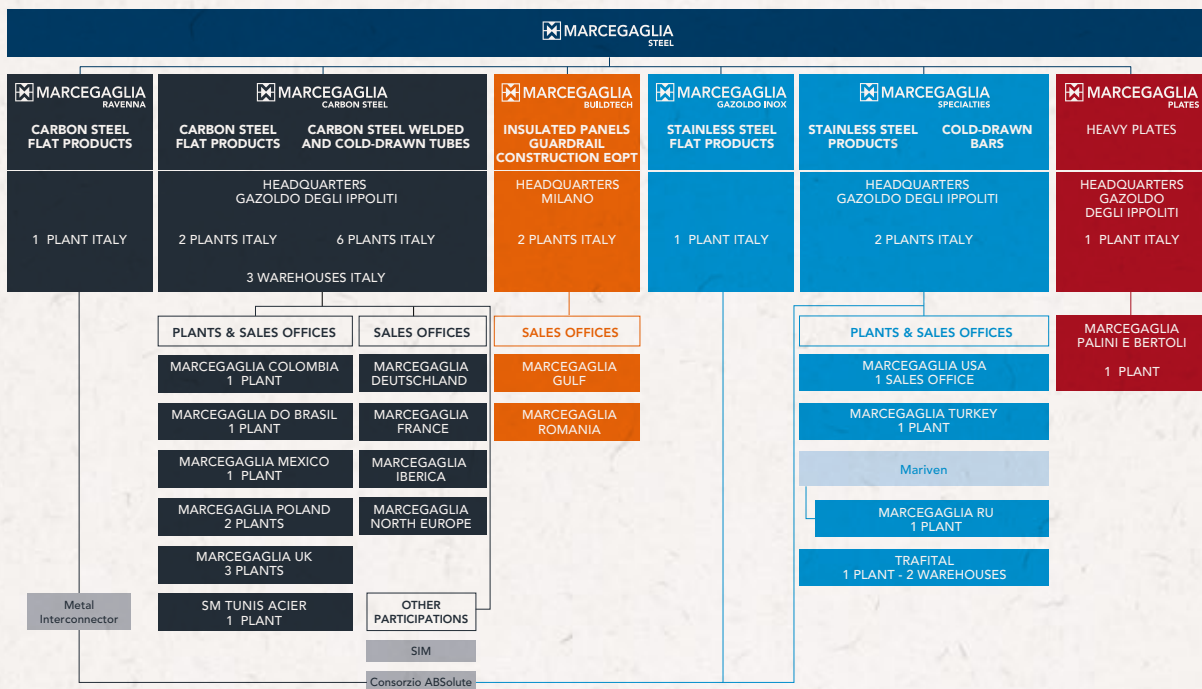 MARCEGAGLIA
STEEL
MARCEGAGLIA
RAVENNA
CARBON STEEL
FLAT PRODUCTS
1 PLANT ITALY
MARCEGAGLIA
CARBON STEEL
CARBON STEEL
FLAT PRODUCTS
CARBON STEEL WELDED
AND COLD-DRAWN TUBES
HEADQUARTERS
GAZOLDO DEGLI IPPOLITI
2 PLANTS ITALY
6 PLANTS ITALY
3 WAREHOUSES ITALY
MARCEGAGLIA
BUILDTECH
INSULATED PANELS
GUARDRAIL
CONSTRUCTION EQPT
HEADQUARTERS
MILANO
2 PLANTS ITALY
MARCEGAGLIA
GAZOLDO INOX
STAINLESS STEEL
FLAT PRODUCTS
1 PLANT ITALY
MARCEGAGLIA
SPECIALTIES
STAINLESS STEEL
PRODUCTS
COLD-DRAWN
BARS
HEADQUARTERS
GAZOLDO DEGLI IPPOLITI
2 PLANTS ITALY
MARCEGAGLIA
PLATES
HEAVY PLATES
HEADQUARTERS
GAZOLDO
DEGLI IPPOLITI
1 PLANT ITALY
PLANTS & SALES OFFICES
MARCEGAGLIA COLOMBIA
1 PLANT
MARCEGAGLIA DO BRASIL
1 PLANT
MARCEGAGLIA MEXICO
1 PLANT
MARCEGAGLIA POLAND
2 PLANTS
MARCEGAGLIA UK
3 PLANTS
SM TUNIS ACIER
1 PLANT
SALES OFFICES
MARCEGAGLIA
DEUTSCHLAND
MARCEGAGLIA
FRANCE
MARCEGAGLIA
IBERICA
MARCEGAGLIA
NORTH EUROPE
OTHER
PARTICIPATIONS
SIM
Consorzio ABSolute
Metal
Interconnector
SALES OFFICES
MARCEGAGLIA
GULF
MARCEGAGLIA
ROMANIA
PLANTS & SALES OFFICES
MARCEGAGLIA USA
1 SALES OFFICE
MARCEGAGLIA TURKEY
1 PLANT
Mariven
MARCEGAGLIA RU
1 PLANT
TRAFITAL
1 PLANT - 2 WAREHOUSES
MARCEGAGLIA
PALINI E BERTOLI
1 PLANT